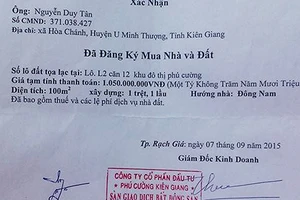 Xác Nhận
Ông: Nguyễn Duy Tân
Số CMND: 371.038.427
Địa chỉ: xã Hòa Chánh, Huyện U Minh Thượng, Tỉnh Kiên Giang
Đã Đăng Ký Mua Nhà và Đất
Số lô đất tọa lạc tại: Lô. L2 căn 12 khu đô thị phú cường
Giá tạm tính thanh toán: 1.050.000.000VNĐ (Một Tỷ Không Trăm Năm Mươi Triệu
Diện tích: 100m² xây dựng: 1 trệt, 1 lầu Hướng nhà: Đông Nam
Đã bao gồm thuế và các lệ phí dịch vụ nhà đất.
Tp. Rạch Giá, ngày 07 tháng 09 năm 2015
Giám Đốc Kinh Doanh
CÔNG TY CỔ PHẦN ĐẦU TƯ
PHÚ CƯỜNG KIÊN GIANG
SÀN GIAO DỊCH BẤT ĐỘNG SẢN